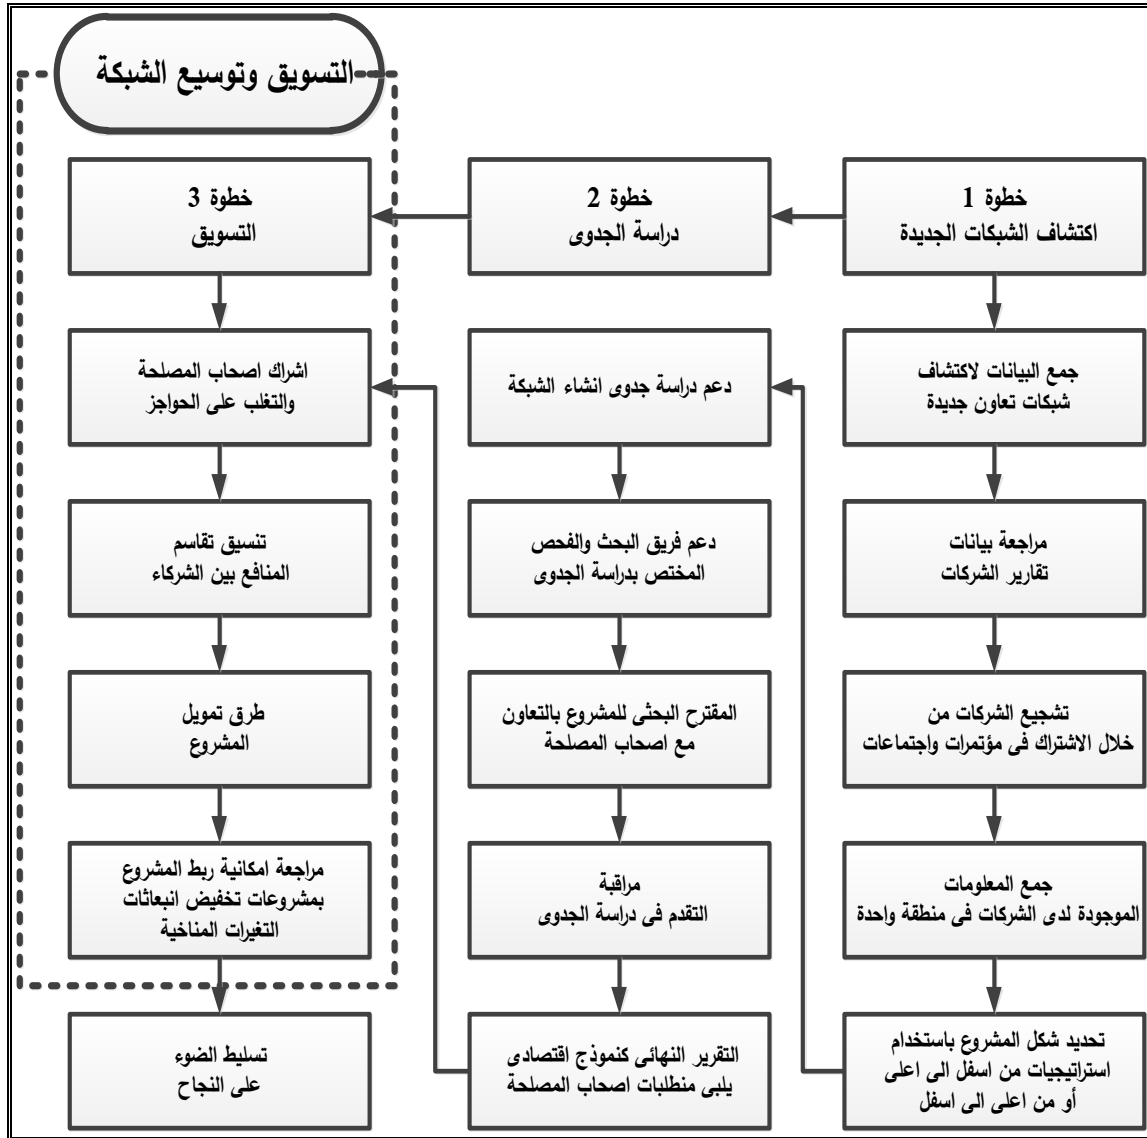 التسويق وتوسيع الشبكة
خطوة 1
اكتشاف الشبكات الجديدة
جمع البيانات لاكتشاف
شبكات تعاون جديدة
مراجعة بيانات
تقارير الشركات
تشجيع الشركات من
خلال الاشتراك فى مؤتمرات واجتماعات
جمع المعلومات
الموجودة لدى الشركات فى منطقة واحدة
تحديد شكل المشروع باستخدام
استراتيجيات من اسفل الى اعلى
أو من اعلى الى اسفل
خطوة 2
دراسة الجدوى
دعم دراسة جدوى انشاء الشبكة
دعم فريق البحث والفحص
المختص بدراسة الجدوى
المقترح البحثى للمشروع بالتعاون
مع اصحاب المصلحة
مراقبة
التقدم فى دراسة الجدوى
التقرير النهائى كنموذج اقتصادى
يلبى متطلبات اصحاب المصلحة
خطوة 3
التسويق
اشراك اصحاب المصلحة
والتغلب على الحواجز
تنسيق تقاسم
المنافع بين الشركاء
طرق تمويل
المشروع
مراجعة امكانية ربط المشروع
بمشروعات تخفيض انبعاثات
التغيرات المناخية
تسليط الضوء
على النجاح